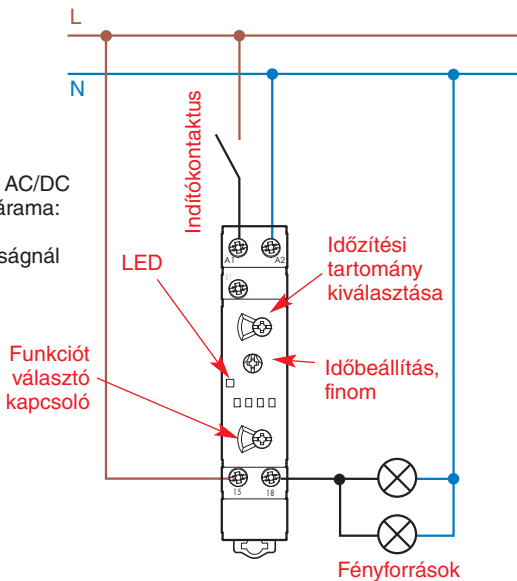 L
N
AC/DC
árama:
ságnál
Indítókontaktus
A1
A2
LED
Időzítési
tartomány
kiválasztása
Funkciót
választó
kapcsoló
Időbeállítás,
finom
15
18
Fényforrások